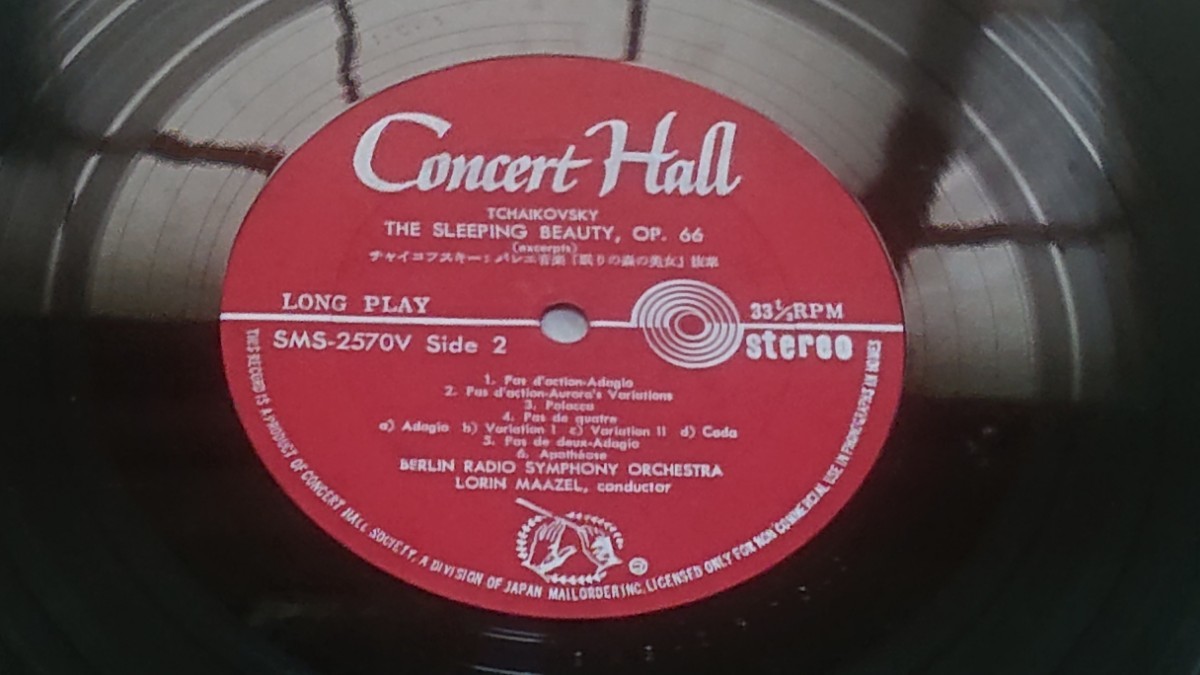 Concert Hall
TCHAIKOVSKY
THE SLEEPING BEAUTY, OP. 66
(excerpts)
チャイコフスキー：バレエ音楽「眠りの森の美女」抜萃
LONG PLAY
33⅓RPM
SMS-2570V Side 2
stereo
1. Pas d'action-Adagio
2. Pas d'action-Aurora's Variations
3. Polacca
4. Pas de quatre
a) Adagio b) Variation I c) Variation II d) Coda
5. Pas de deux-Adagio
6. Apothéose
BERLIN RADIO SYMPHONY ORCHESTRA
LORIN MAAZEL, conductor
THIS RECORD IS A PRODUCT OF CONCERT HALL SOCIETY, A DIVISION OF JAPAN MAIL ORDER INC. LICENSED ONLY FOR NON COMMERCIAL USE IN PHONOGRAPHS IN HOMES